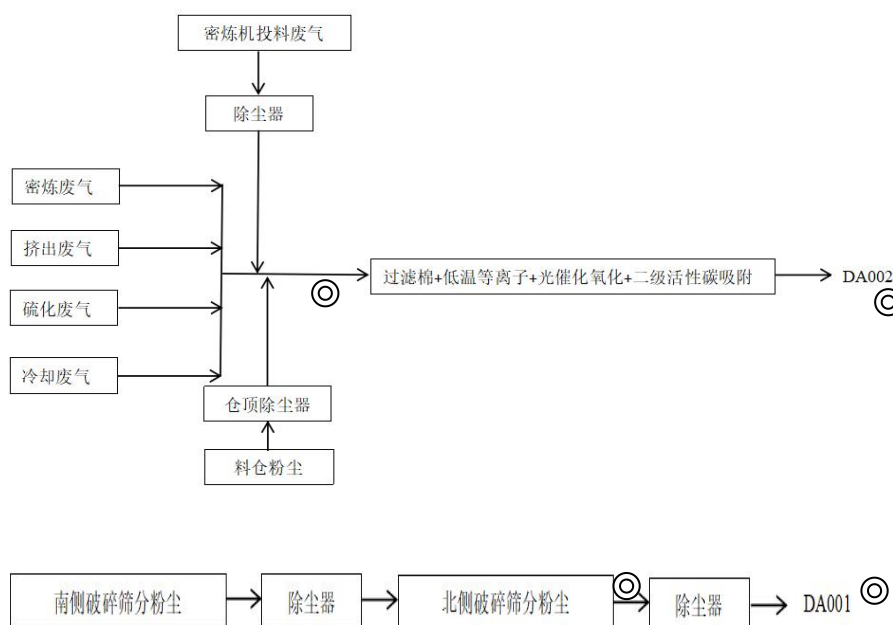 密炼机投料废气
除尘器
密炼废气
挤出废气
过滤棉+低温等离子+光催化氧化+二级活性碳吸附
DA002
硫化废气
冷却废气
仓顶除尘器
料仓粉尘
南侧破碎筛分粉尘
除尘器
北侧破碎筛分粉尘
除尘器
DA001